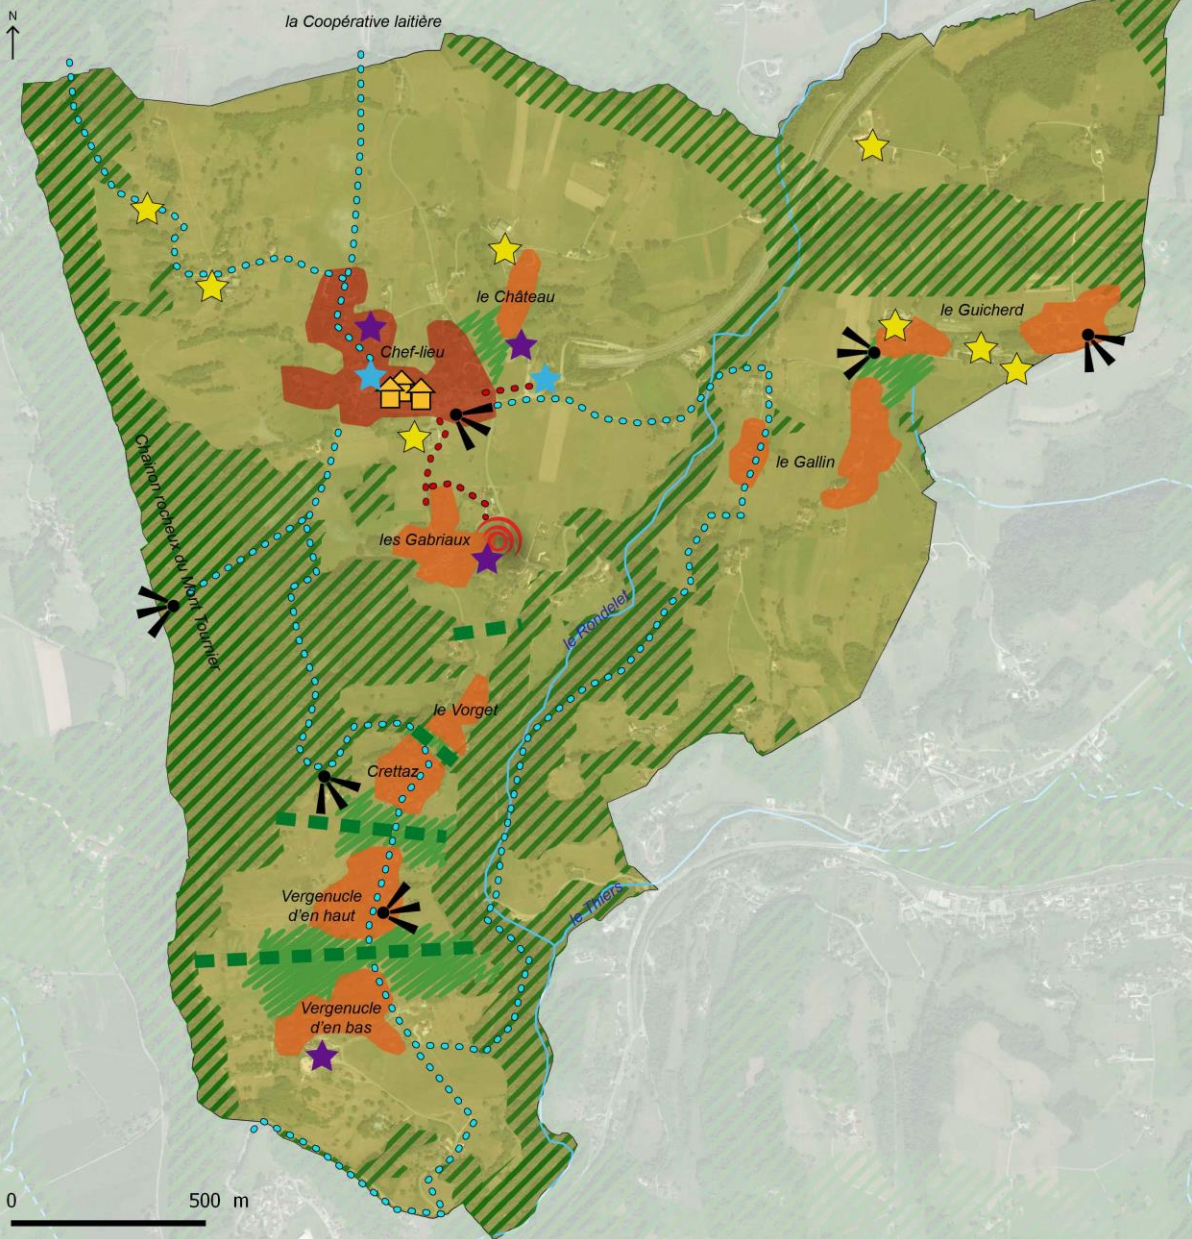 N
la Coopérative laitière
le Château
le Guicherd
Chef-lieu
le Gallin
Chainon rocheux du Mont Tournier
les Gabriaux
le Rondelet
le Vorget
Crettaz
Vergenucle
d'en haut
le Thiers
Vergenucle
d'en bas
0 500 m